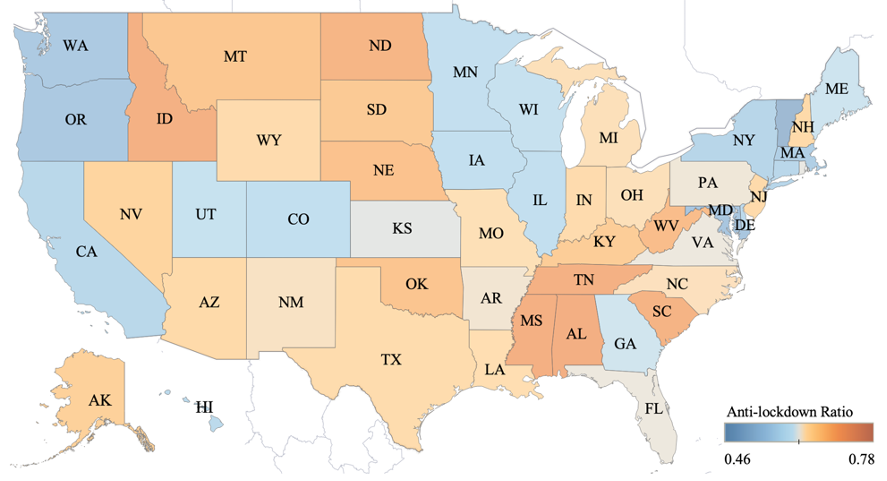 WA
MT
ND
MN
ME
OR
ID
SD
WI
NH
WY
MI
NY
MA
NE
IA
PA
NV
UT
CO
IL
IN
OH
NJ
MD
DE
CA
KS
MO
WV
VA
KY
AZ
NM
OK
AR
TN
NC
SC
MS
AL
GA
TX
LA
AK
HI
FL
Anti-lockdown Ratio
0.46 0.78